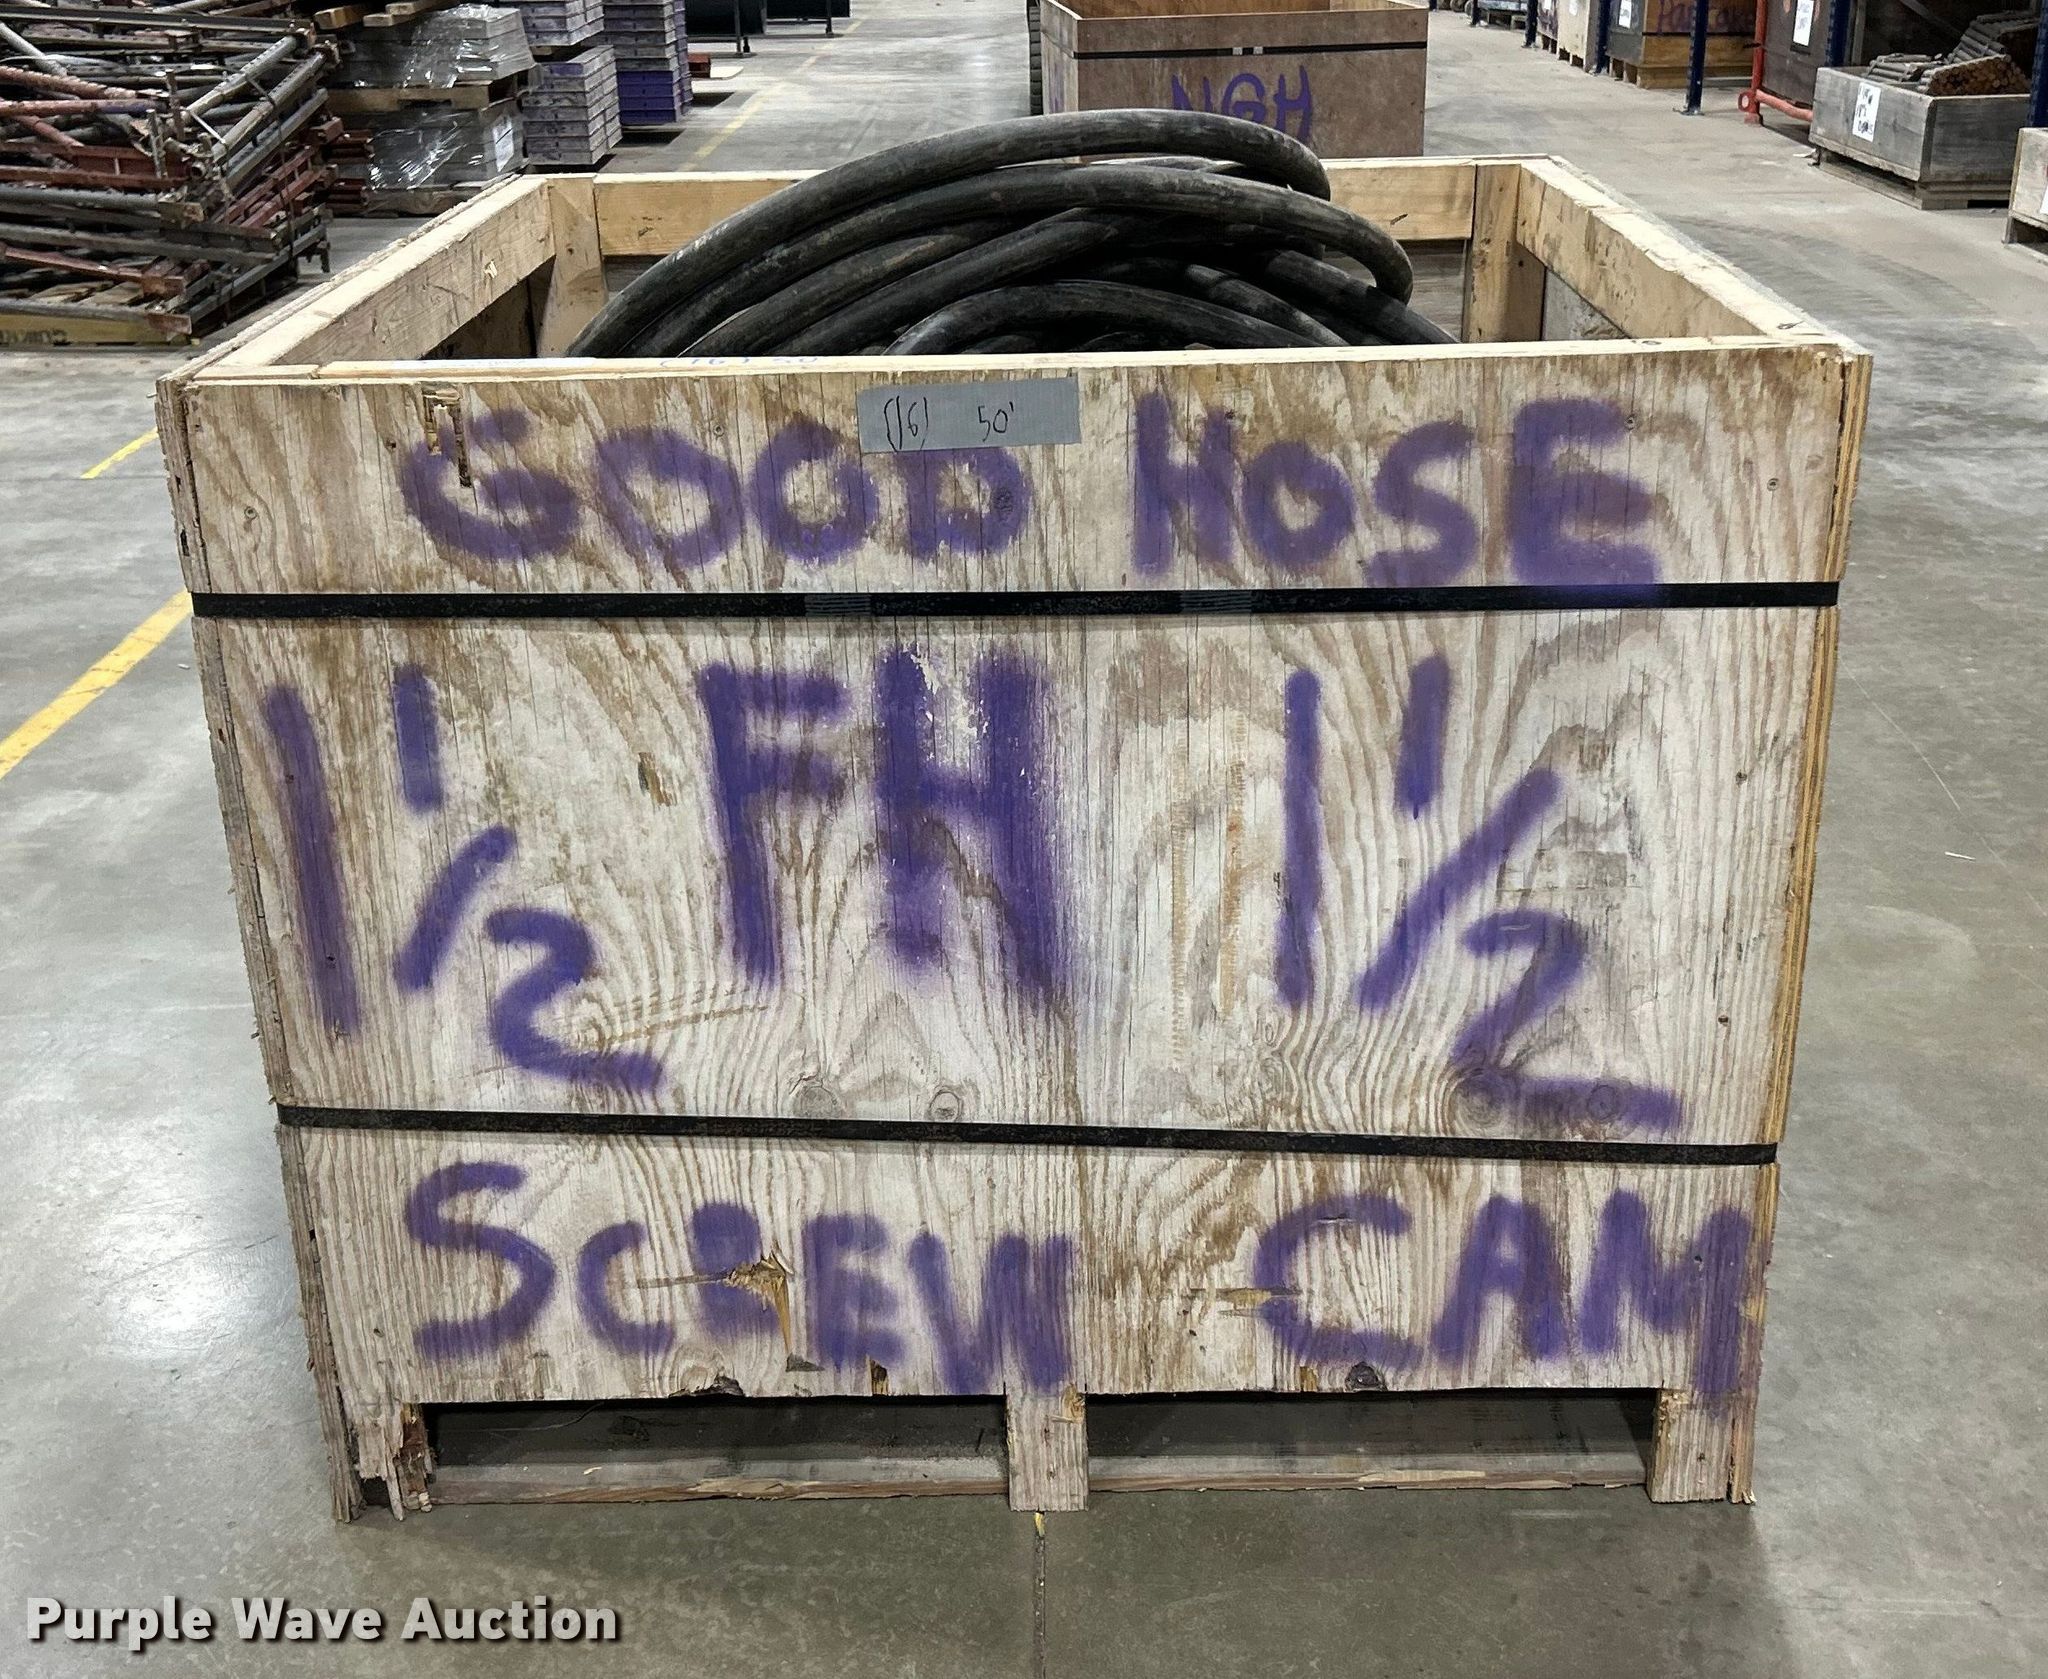 NGH
(16) 50'
GOOD HOSE
1' 1/2 FH 1' 1/2
SCREW CAM
Purple Wave Auction